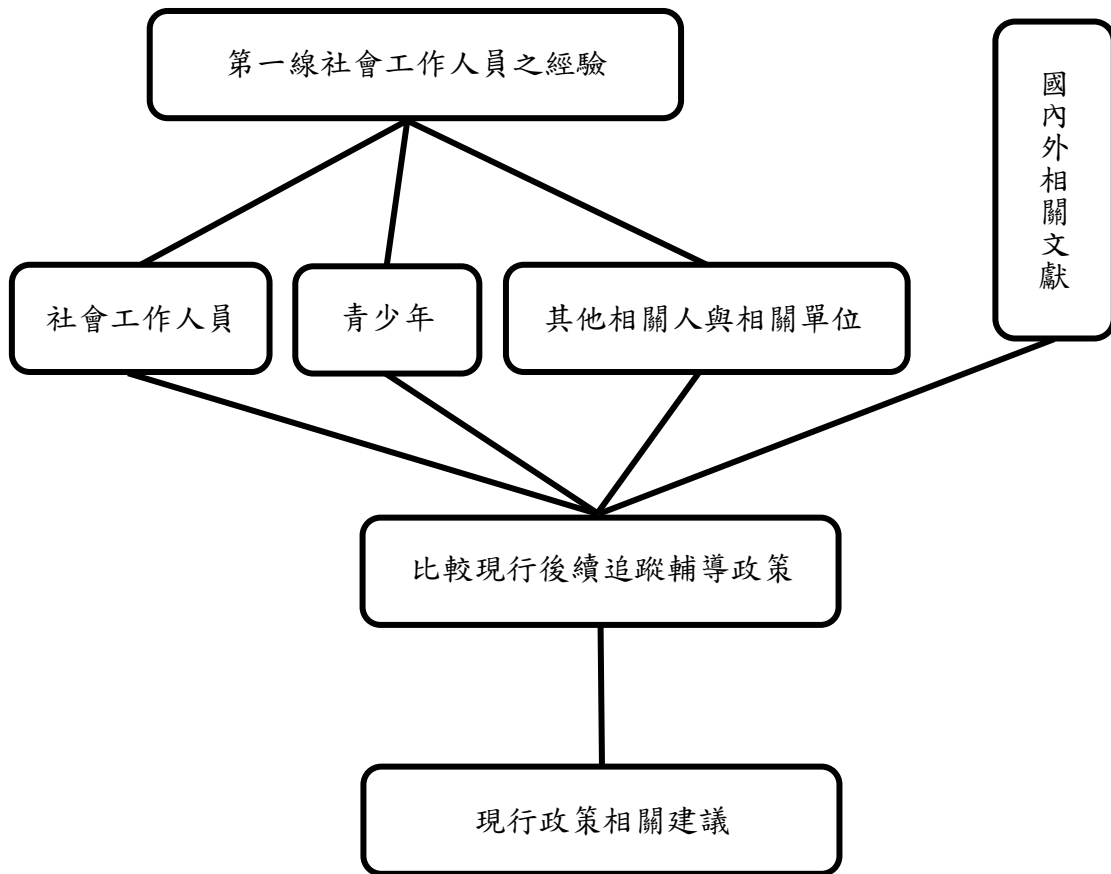 第一線社會工作人員之經驗
國內外相關文獻
社會工作人員
青少年
其他相關人與相關單位
比較現行後續追蹤輔導政策
現行政策相關建議